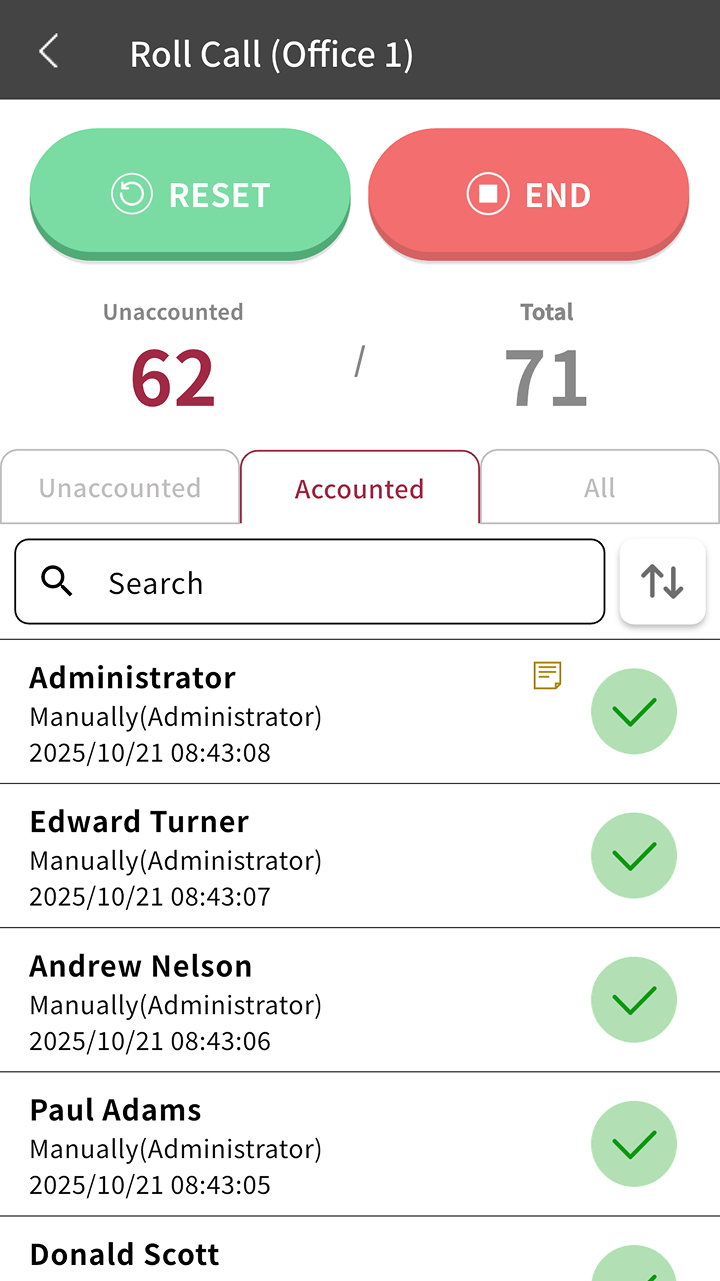 Roll Call (Office 1)
RESET
END
Unaccounted
Total
62 / 71
Unaccounted
Accounted
All
Search
Administrator
Manually(Administrator)
2025/10/21 08:43:08
Edward Turner
Manually(Administrator)
2025/10/21 08:43:07
Andrew Nelson
Manually(Administrator)
2025/10/21 08:43:06
Paul Adams
Manually(Administrator)
2025/10/21 08:43:05
Donald Scott